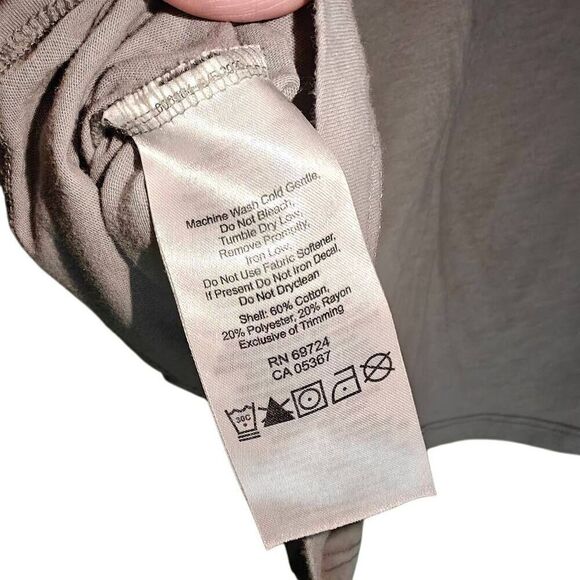 Machine Wash Cold Gentle,
Do Not Bleach,
Tumble Dry Low,
Remove Promptly,
Iron Low,
Do Not Use Fabric Softener,
If Present Do Not Iron Decal,
Do Not Dryclean
Shell: 60% Cotton,
20% Polyester, 20% Rayon
Exclusive of Trimming
RN 69724
CA 05367
30C